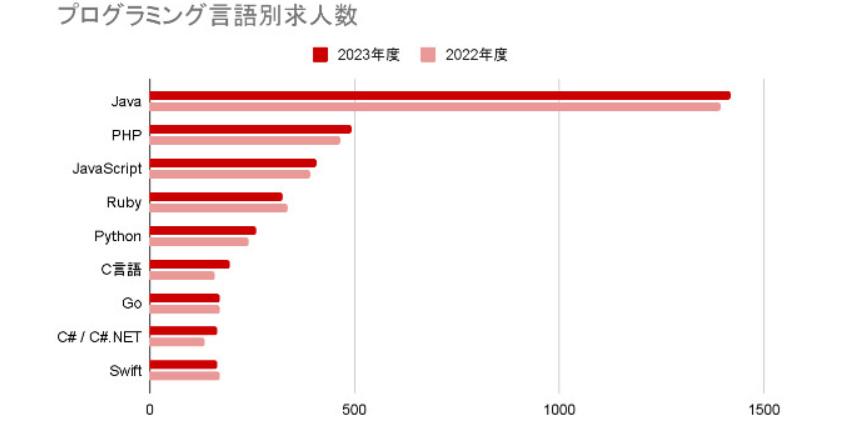 プログラミング言語別求人数
2023年度 2022年度
Java
PHP
JavaScript
Ruby
Python
C言語
Go
C# / C#.NET
Swift
0 500 1000 1500